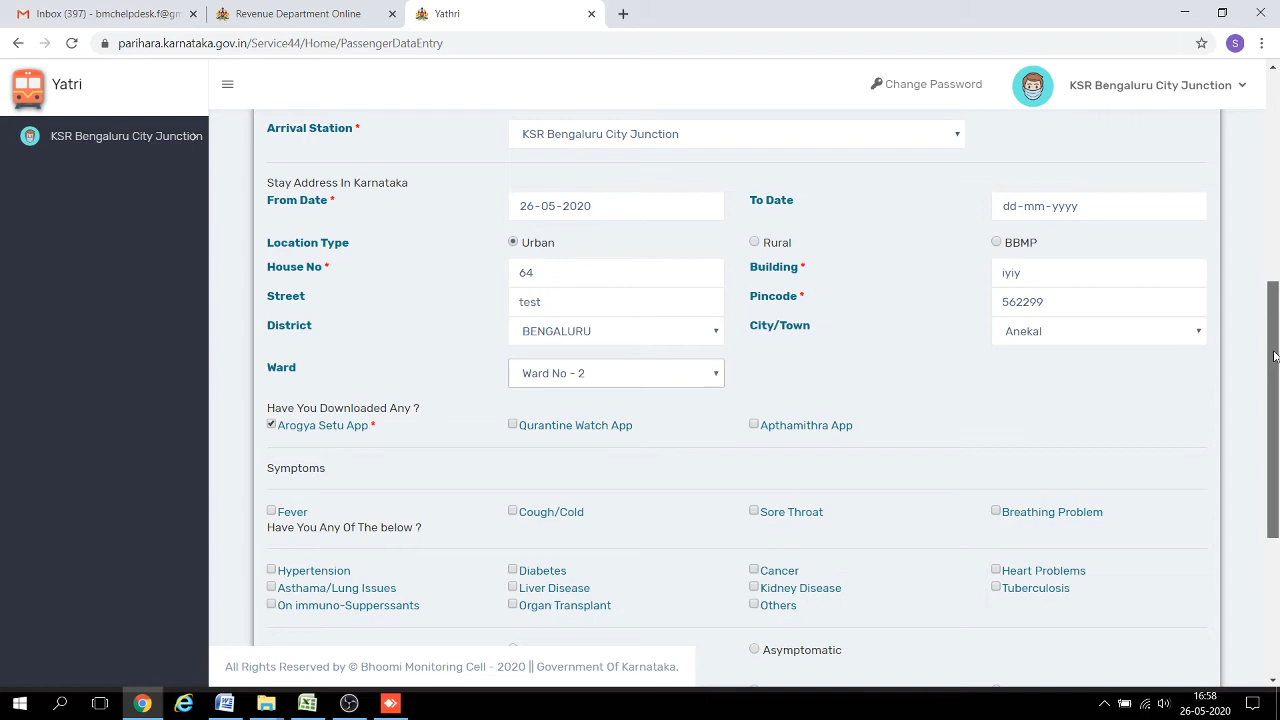 Inbox (397) - bmchelpdesk.f@gm
Revenue Department Online
Yathri
parihara.karnataka.gov.in/Service44/Home/PassengerDataEntry
S
Yatri
Change Password
KSR Bengaluru City Junction
KSR Bengaluru City Junction
Arrival Station *
KSR Bengaluru City Junction
Stay Address In Karnataka
From Date *
26-05-2020
To Date
dd-mm-yyyy
Location Type
Urban
Rural
BBMP
House No *
64
Building *
iyiy
Street
test
Pincode *
562299
District
BENGALURU
City/Town
Anekal
Ward
Ward No - 2
Have You Downloaded Any ?
Arogya Setu App *
Qurantine Watch App
Apthamithra App
Symptoms
Fever
Cough/Cold
Sore Throat
Breathing Problem
Have You Any Of The below ?
Hypertension
Diabetes
Cancer
Heart Problems
Asthama/Lung Issues
Liver Disease
Kidney Disease
Tuberculosis
On immuno-Supperssants
Organ Transplant
Others
Asymptomatic
All Rights Reserved by © Bhoomi Monitoring Cell - 2020 || Government Of Karnataka.
16:58
26-05-2020